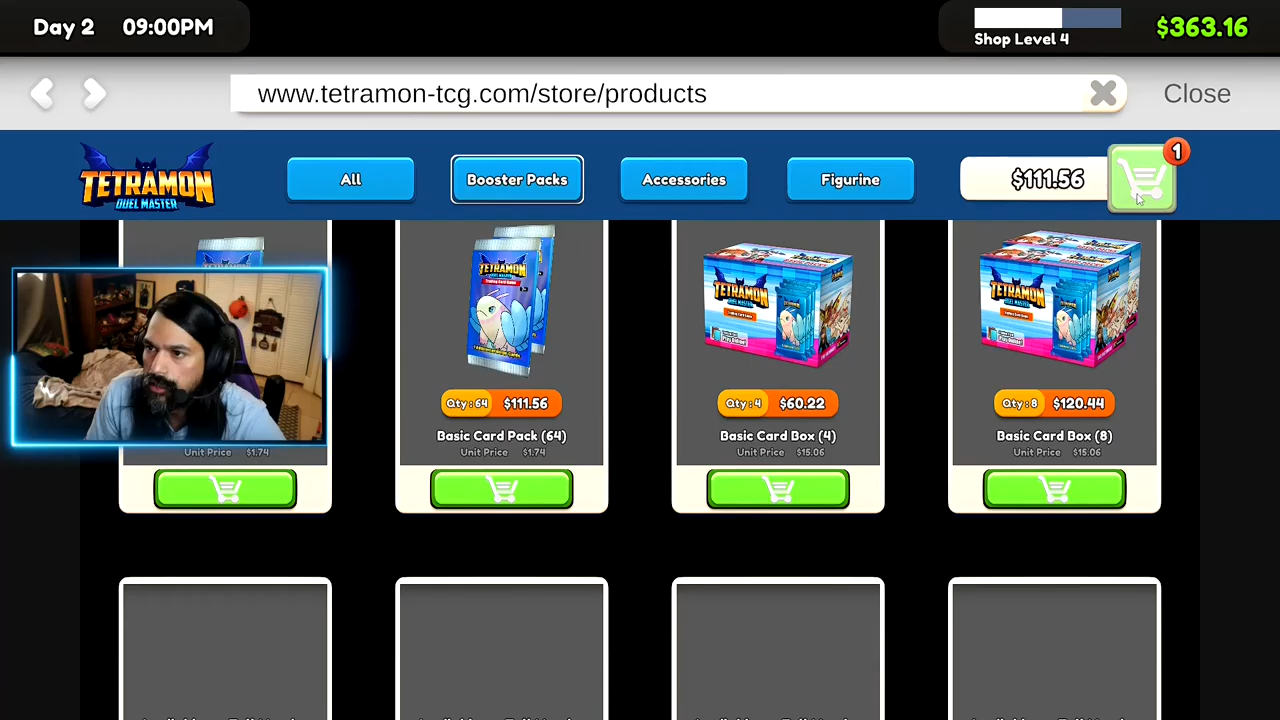 Day 2 09:00PM
Shop Level 4
$363.16
www.tetramon-tcg.com/store/products
Close
TETRAMON
DUEL MASTER
All
Booster Packs
Accessories
Figurine
$111.56
1
TETRAMON
TETRAMON
TETRAMON
Qty : 64 $111.56
Qty : 4 $60.22
Qty : 8 $120.44
Basic Card Pack (64)
Basic Card Box (4)
Basic Card Box (8)
Unit Price $1.74
Unit Price $1.74
Unit Price $15.06
Unit Price $15.06